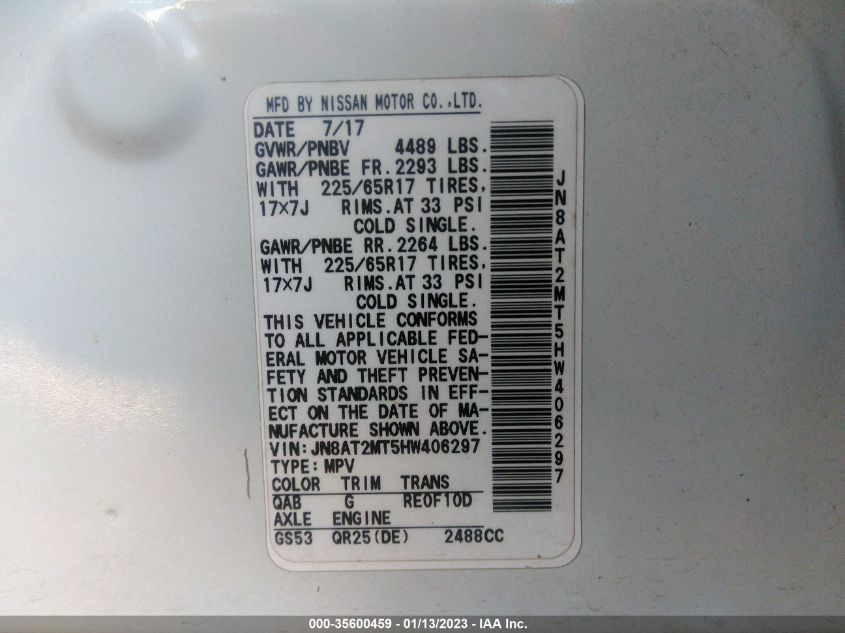 MFD BY NISSAN MOTOR CO.,LTD.
DATE 7/17
GVWR/PNBV 4489 LBS.
GAWR/PNBE FR. 2293 LBS.
WITH 225/65R17 TIRES,
17×7J RIMS.AT 33 PSI
COLD SINGLE.
GAWR/PNBE RR. 2264 LBS.
WITH 225/65R17 TIRES,
17×7J RIMS.AT 33 PSI
COLD SINGLE.
THIS VEHICLE CONFORMS
TO ALL APPLICABLE FED-
ERAL MOTOR VEHICLE SA-
FETY AND THEFT PREVEN-
TION STANDARDS IN EFF-
ECT ON THE DATE OF MA-
NUFACTURE SHOWN ABOVE.
VIN:JN8AT2MT5HW406297
TYPE:MPV
COLOR TRIM TRANS
QAB G RE0F10D
AXLE ENGINE
GS53 QR25(DE) 2488CC
JN8AT2MT5HW406297
000-35600459 - 01/13/2023 - IAA Inc.